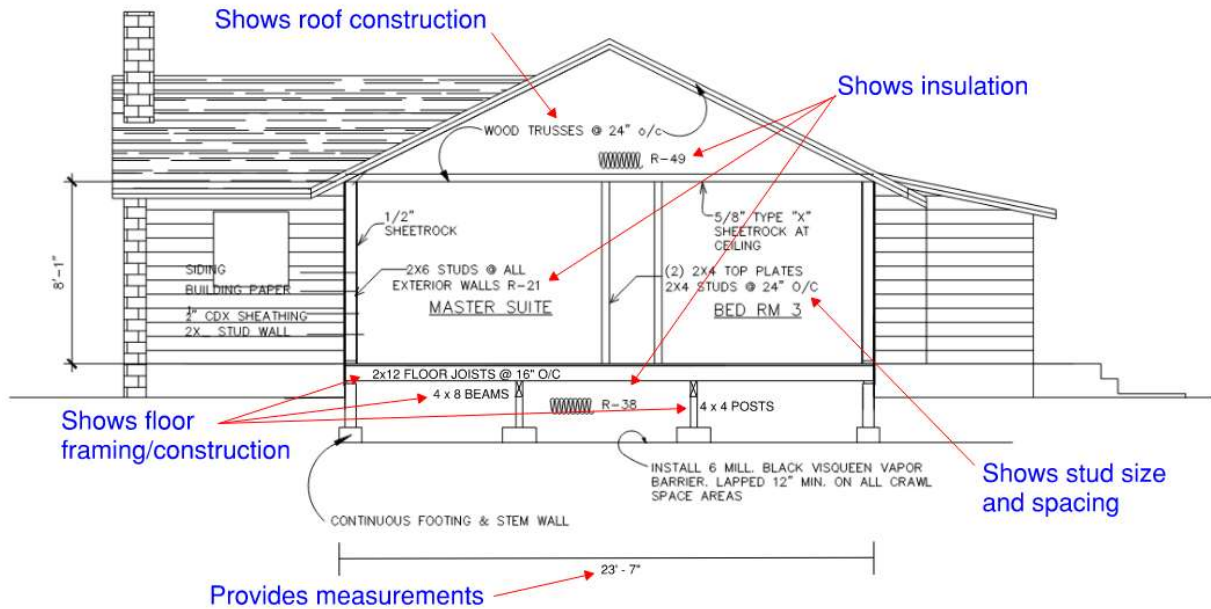 Shows roof construction
Shows insulation
WOOD TRUSSES @ 24" o/c
R-49
1/2"
SHEETROCK
5/8" TYPE "X"
SHEETROCK AT
CEILING
8'-1"
SIDING
BUILDING PAPER
1/2" CDX SHEATHING
2X_ STUD WALL
2X6 STUDS @ ALL
EXTERIOR WALLS R-21
MASTER SUITE
(2) 2X4 TOP PLATES
2X4 STUDS @ 24" O/C
BED RM 3
2x12 FLOOR JOISTS @ 16" O/C
4 x 8 BEAMS
R-38
4 x 4 POSTS
Shows floor
framing/construction
INSTALL 6 MILL. BLACK VISQUEEN VAPOR
BARRIER. LAPPED 12" MIN. ON ALL CRAWL
SPACE AREAS
Shows stud size
and spacing
CONTINUOUS FOOTING & STEM WALL
23' - 7"
Provides measurements